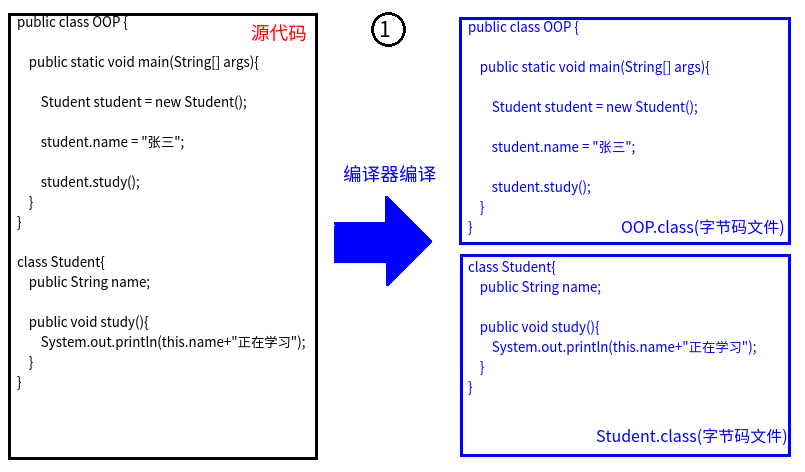 public class OOP {
源代码
public static void main(String[] args){
Student student = new Student();
student.name = "张三";
student.study();
}
}
class Student{
public String name;
public void study(){
System.out.println(this.name+"正在学习");
}
}
1
编译器编译
public class OOP {
public static void main(String[] args){
Student student = new Student();
student.name = "张三";
student.study();
}
}
OOP.class(字节码文件)
class Student{
public String name;
public void study(){
System.out.println(this.name+"正在学习");
}
}
Student.class(字节码文件)